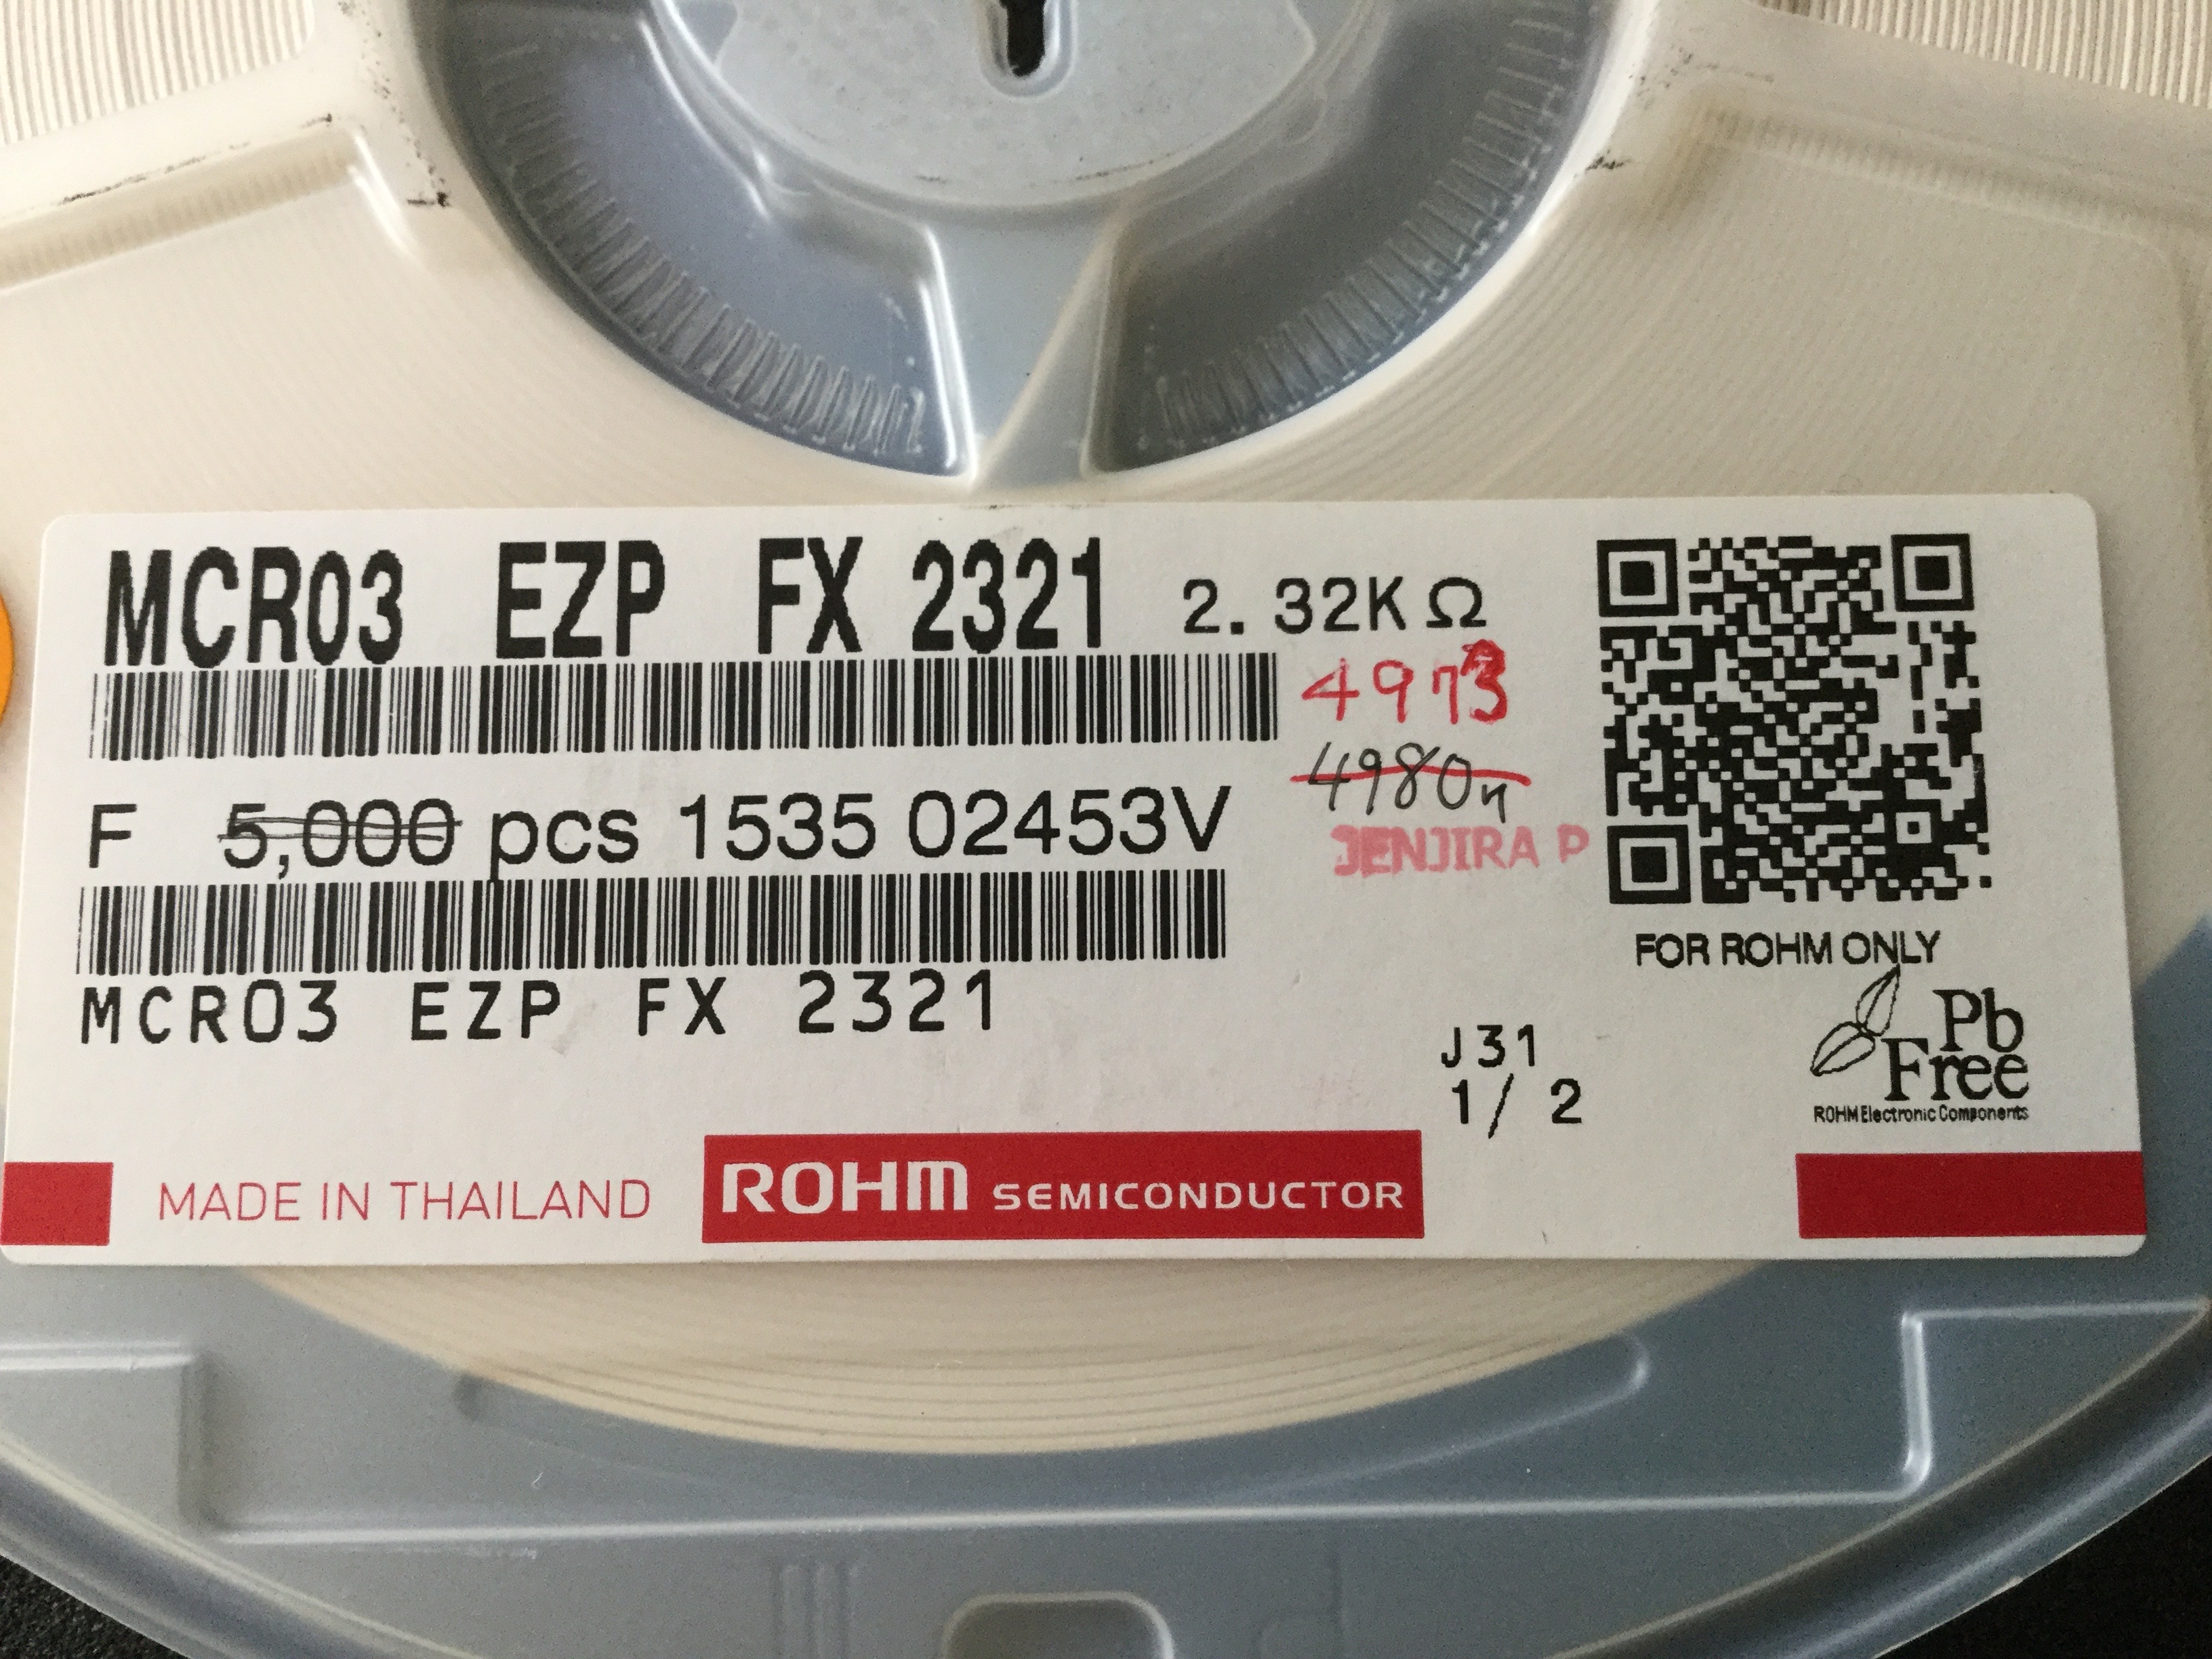 MCR03 EZP FX 2321 2.32KΩ
4973
4980
F 5,000 pcs 1535 02453V
JENJIRA P
FOR ROHM ONLY
MCR03 EZP FX 2321
J31
1/ 2
Pb
Free
ROHM Electronic Components
MADE IN THAILAND
ROHM SEMICONDUCTOR